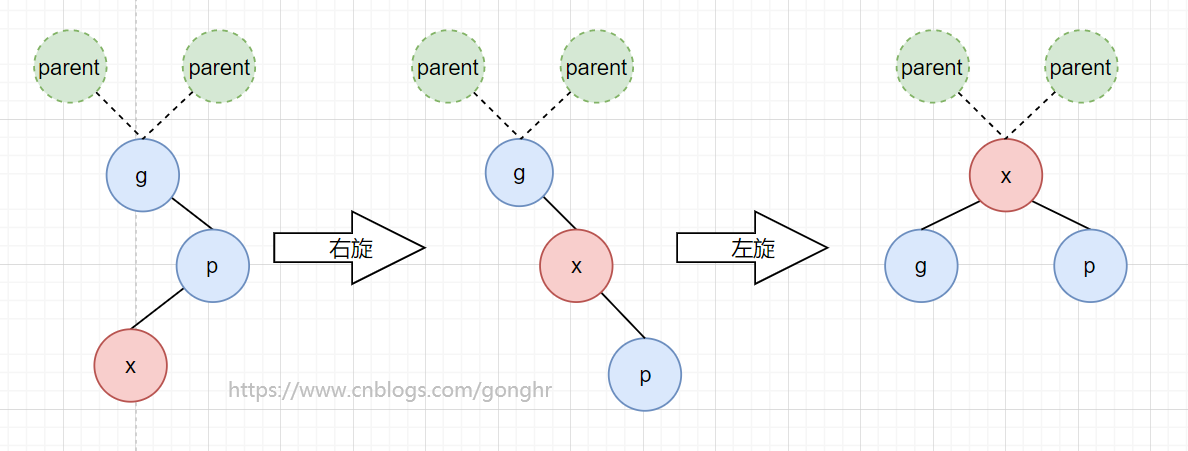 parent parent
g
p
x
右旋
parent parent
g
x
p
左旋
parent parent
x
g p
https://www.cnblogs.com/gonghr